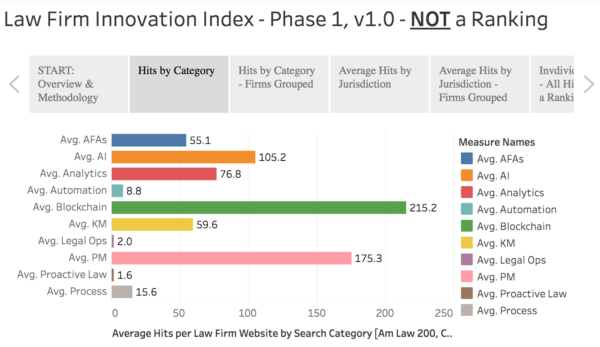 Law Firm Innovation Index - Phase 1, v1.0 - NOT a Ranking
START:
Overview &
Methodology
Hits by Category
Hits by Category
- Firms Grouped
Average Hits by
Jurisdiction
Average Hits by
Jurisdiction -
Firms Grouped
Invdivid
- All Hi
a Ranki
Avg. AFAs 55.1
Avg. AI 105.2
Avg. Analytics 76.8
Avg. Automation 8.8
Avg. Blockchain 215.2
Avg. KM 59.6
Avg. Legal Ops 2.0
Avg. PM 175.3
Avg. Proactive Law 1.6
Avg. Process 15.6
0 50 100 150 200 250
Average Hits per Law Firm Website by Search Category [Am Law 200, C..
Measure Names
Avg. AFAs
Avg. AI
Avg. Analytics
Avg. Automation
Avg. Blockchain
Avg. KM
Avg. Legal Ops
Avg. PM
Avg. Proactive Law
Avg. Process